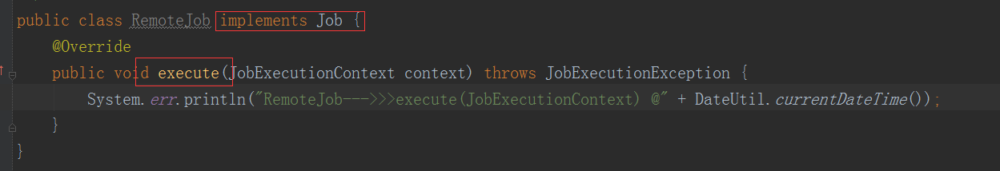 public class RemoteJob implements Job {
@Override
public void execute(JobExecutionContext context) throws JobExecutionException {
System.err.println("RemoteJob--->>>execute(JobExecutionContext) @" + DateUtil.currentDateTime());
}
}